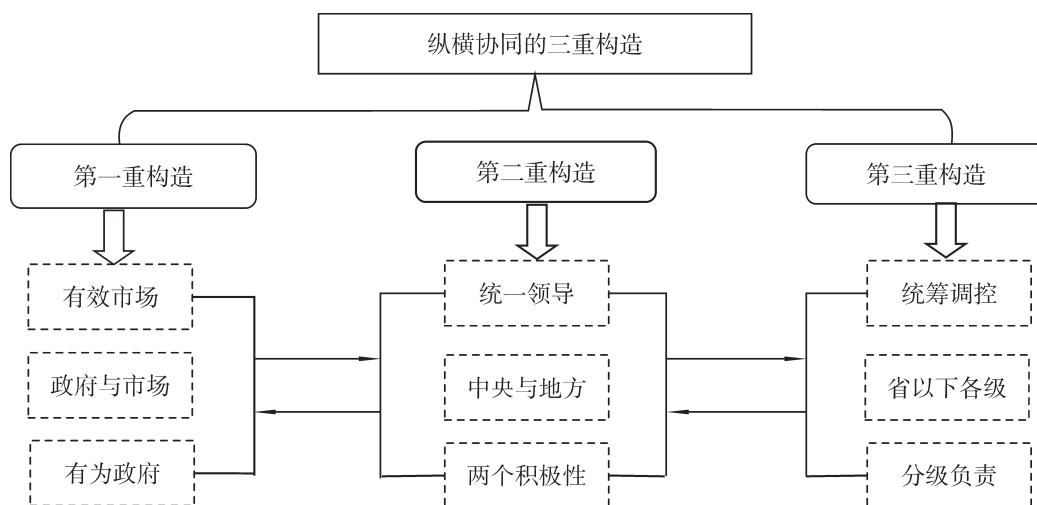 纵横协同的三重构造
第一重构造
第二重构造
第三重构造
有效市场
统一领导
统筹调控
政府与市场
中央与地方
省以下各级
有为政府
两个积极性
分级负责